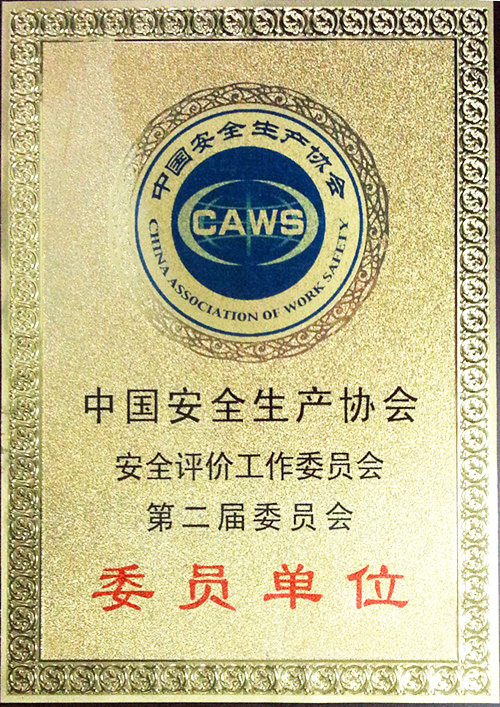 中国安全生产协会
CAWS
CHINA ASSOCIATION OF WORK SAFETY
中国安全生产协会
安全评价工作委员会
第二届委员会
委员单位